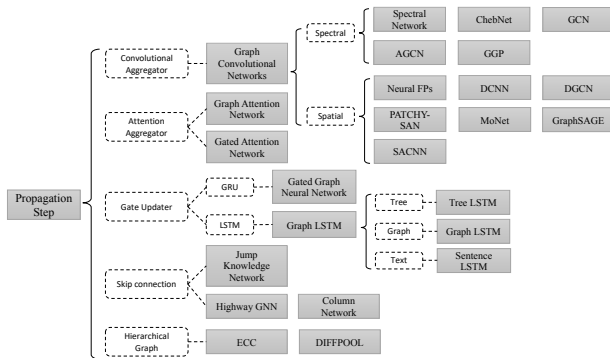 Propagation
Step
Convolutional
Aggregator
Graph
Convolutional
Networks
Spectral
Spectral
Network
ChebNet
GCN
AGCN
GGP
Spatial
Neural FPs
DCNN
DGCN
PATCHY-
SAN
MoNet
GraphSAGE
SACNN
Attention
Aggregator
Graph Attention
Network
Gated Attention
Network
Gate Updater
GRU
Gated Graph
Neural Network
LSTM
Graph LSTM
Tree
Tree LSTM
Graph
Graph LSTM
Text
Sentence
LSTM
Skip connection
Jump
Knowledge
Network
Highway GNN
Column
Network
Hierarchical
Graph
ECC
DIFFPOOL